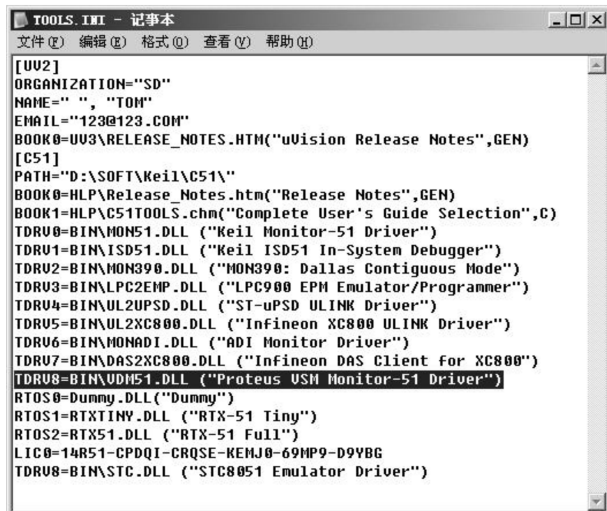 TOOLS.INI - 记事本
文件(F) 编辑(E) 格式(O) 查看(V) 帮助(H)
[UV2]
ORGANIZATION="SD"
NAME=" ", "TOM"
EMAIL="123@123.COM"
BOOK0=UV3\RELEASE_NOTES.HTM("uVision Release Notes",GEN)
[C51]
PATH="D:\SOFT\Keil\C51\"
BOOK0=HLP\Release_Notes.htm("Release Notes",GEN)
BOOK1=HLP\C51TOOLS.chm("Complete User's Guide Selection",C)
TDRV0=BIN\MON51.DLL ("Keil Monitor-51 Driver")
TDRV1=BIN\ISD51.DLL ("Keil ISD51 In-System Debugger")
TDRV2=BIN\MON390.DLL ("MON390: Dallas Contiguous Mode")
TDRV3=BIN\LPC2EMP.DLL ("LPC900 EPM Emulator/Programmer")
TDRV4=BIN\UL2UPSD.DLL ("ST-uPSD ULINK Driver")
TDRV5=BIN\UL2XC800.DLL ("Infineon XC800 ULINK Driver")
TDRV6=BIN\MONADI.DLL ("ADI Monitor Driver")
TDRV7=BIN\DAS2XC800.DLL ("Infineon DAS Client for XC800")
TDRV8=BIN\VDM51.DLL ("Proteus VSM Monitor-51 Driver")
RTOS0=Dummy.DLL("Dummy")
RTOS1=RTXTINY.DLL ("RTX-51 Tiny")
RTOS2=RTX51.DLL ("RTX-51 Full")
LIC0=14R51-CPDQI-CRQSE-KEMJ0-69MP9-D9YBG
TDRV8=BIN\STC.DLL ("STC8051 Emulator Driver")